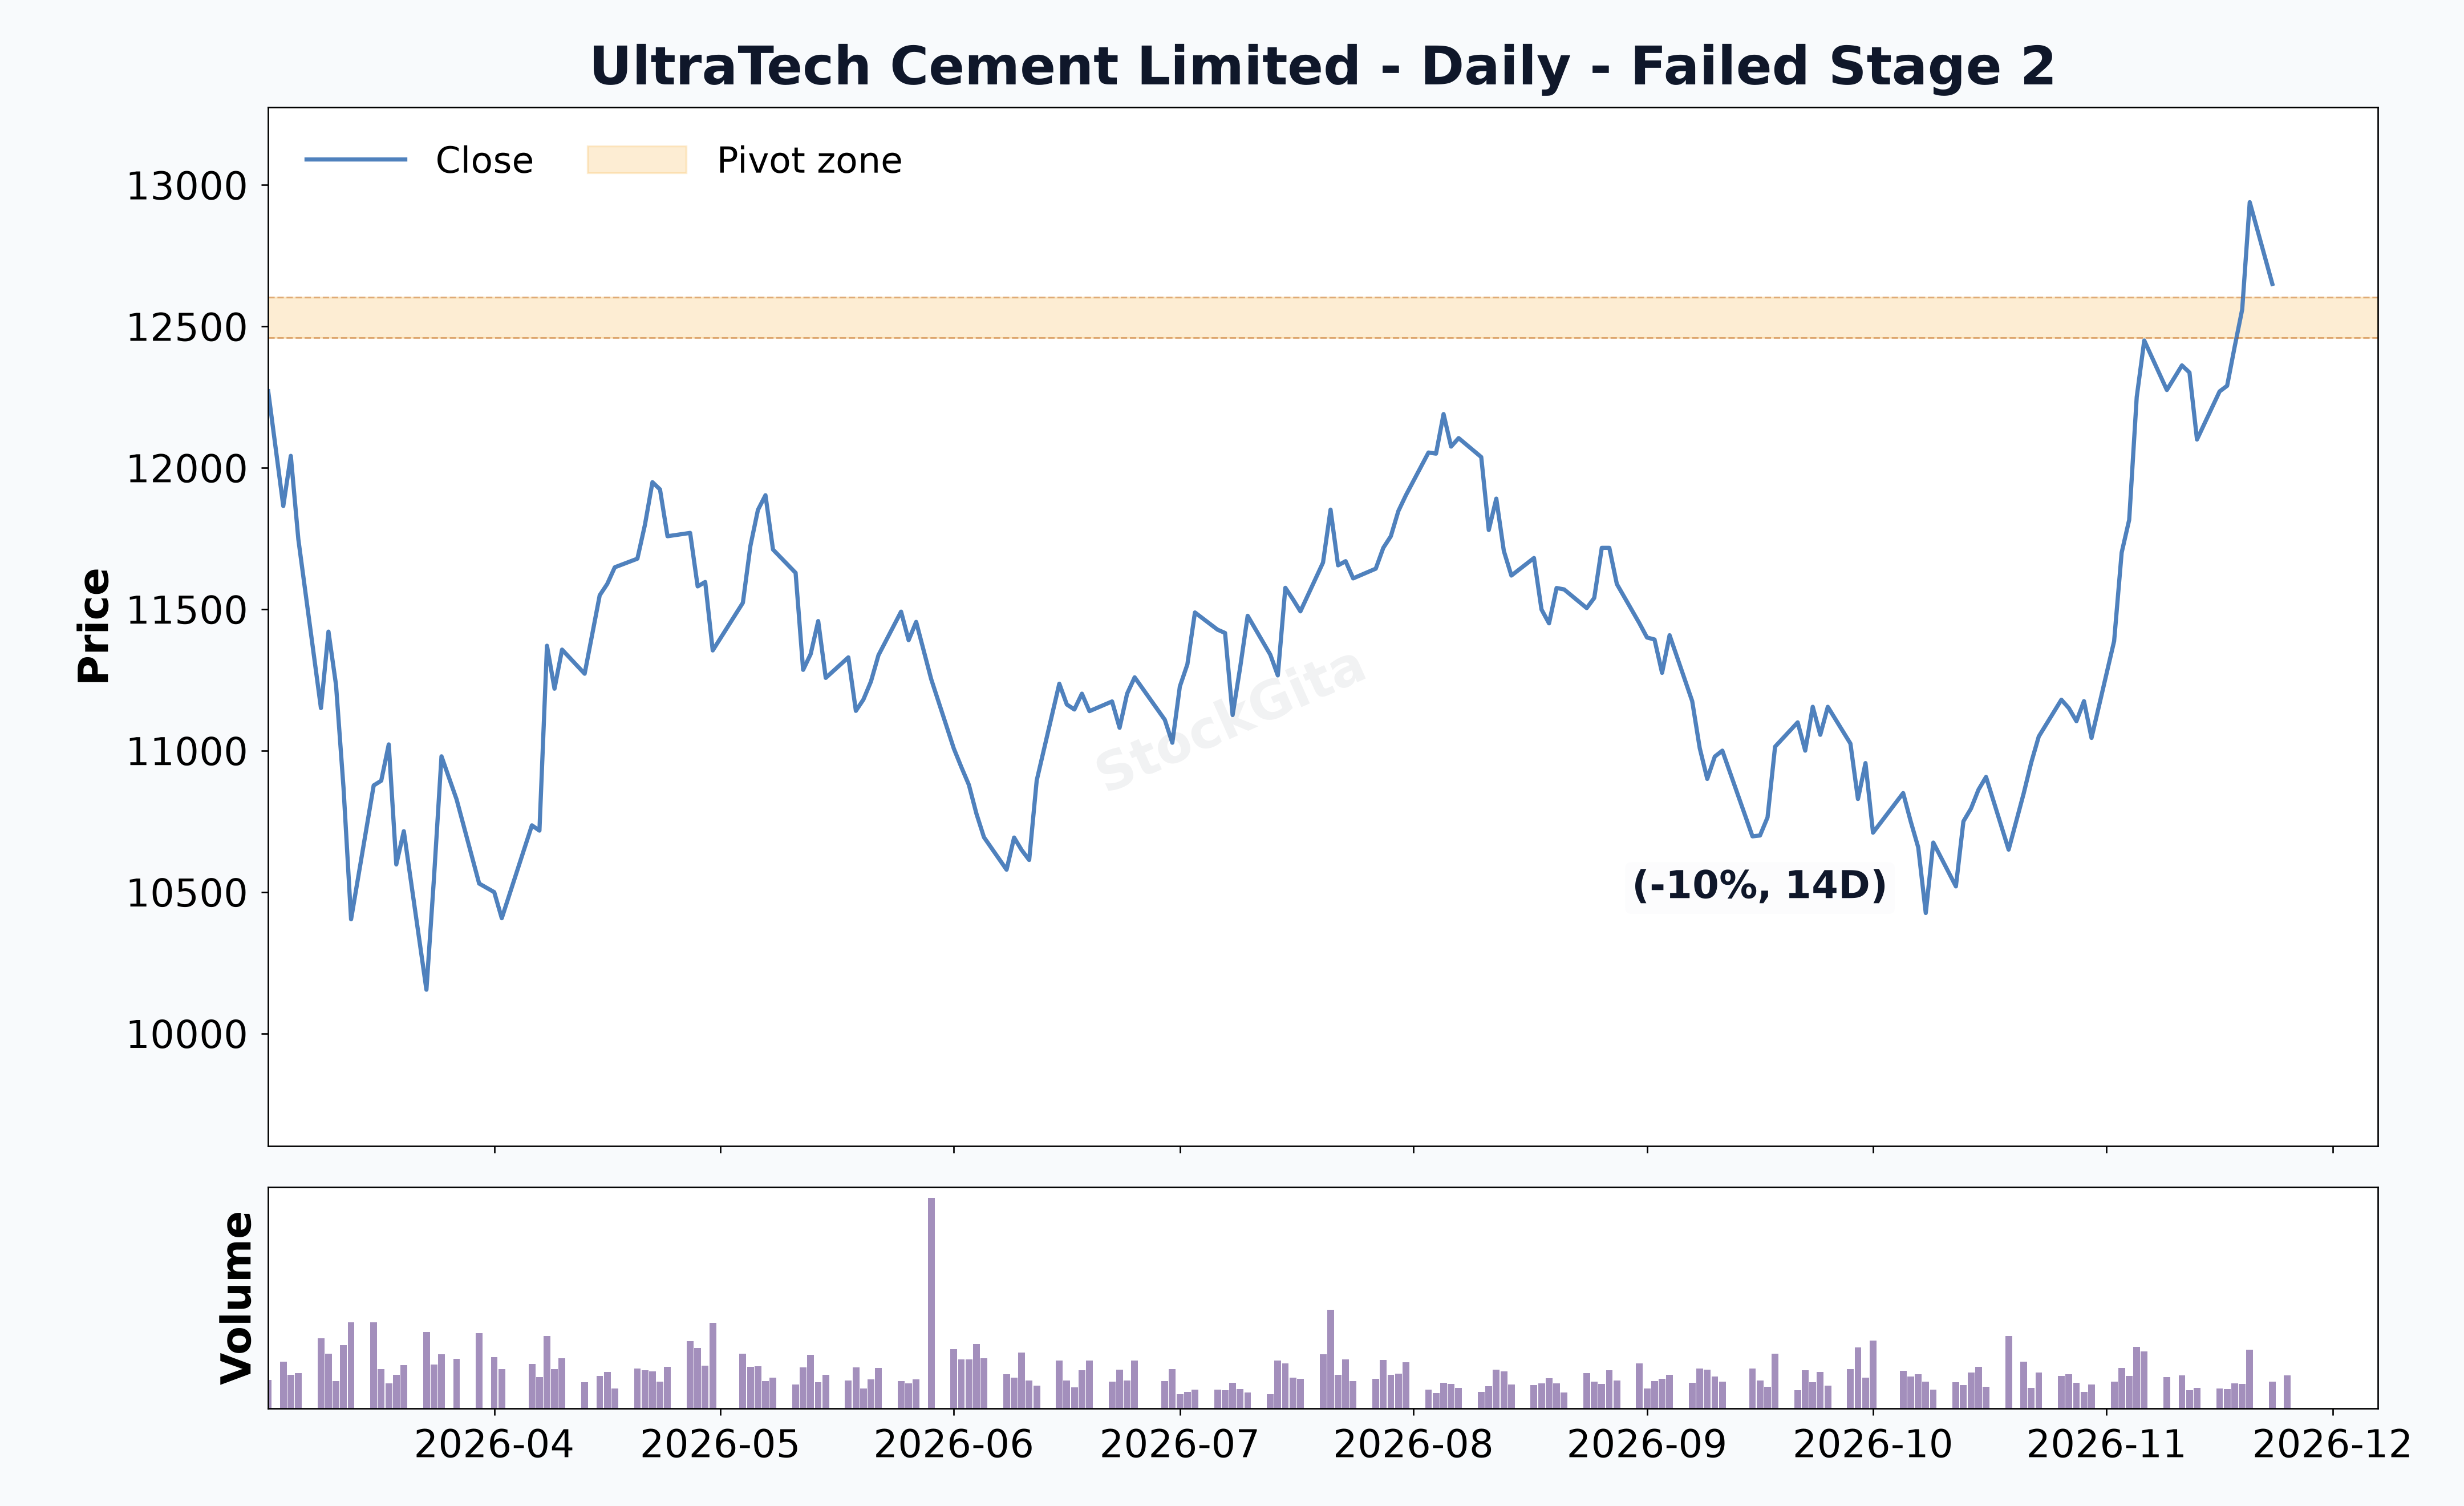 UltraTech Cement Limited - Daily - Failed Stage 2
Close
Pivot zone
Price
13000
12500
12000
11500
11000
10500
10000
StockGita
(-10%, 14D)
Volume
2026-04
2026-05
2026-06
2026-07
2026-08
2026-09
2026-10
2026-11
2026-12